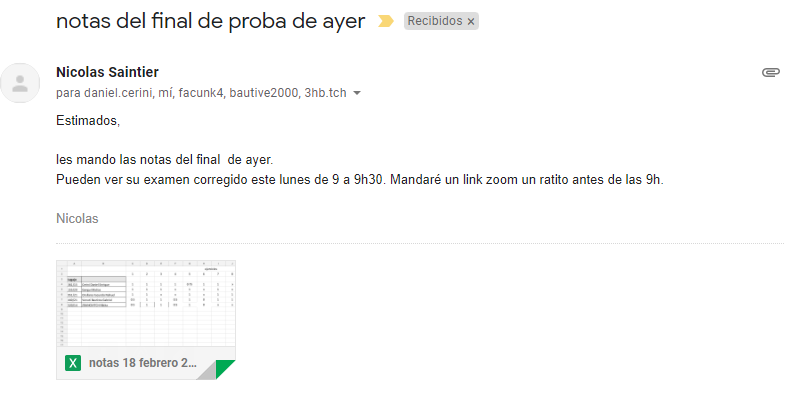 notas del final de proba de ayer
Recibidos ×
Nicolas Saintier
para daniel.cerini, mí, facunk4, bautive2000, 3hb.tch
Estimados,
les mando las notas del final  de ayer.
Pueden ver su examen corregido este lunes de 9 a 9h30. Mandaré un link zoom un ratito antes de las 9h.
Nicolas
X notas 18 febrero 2...